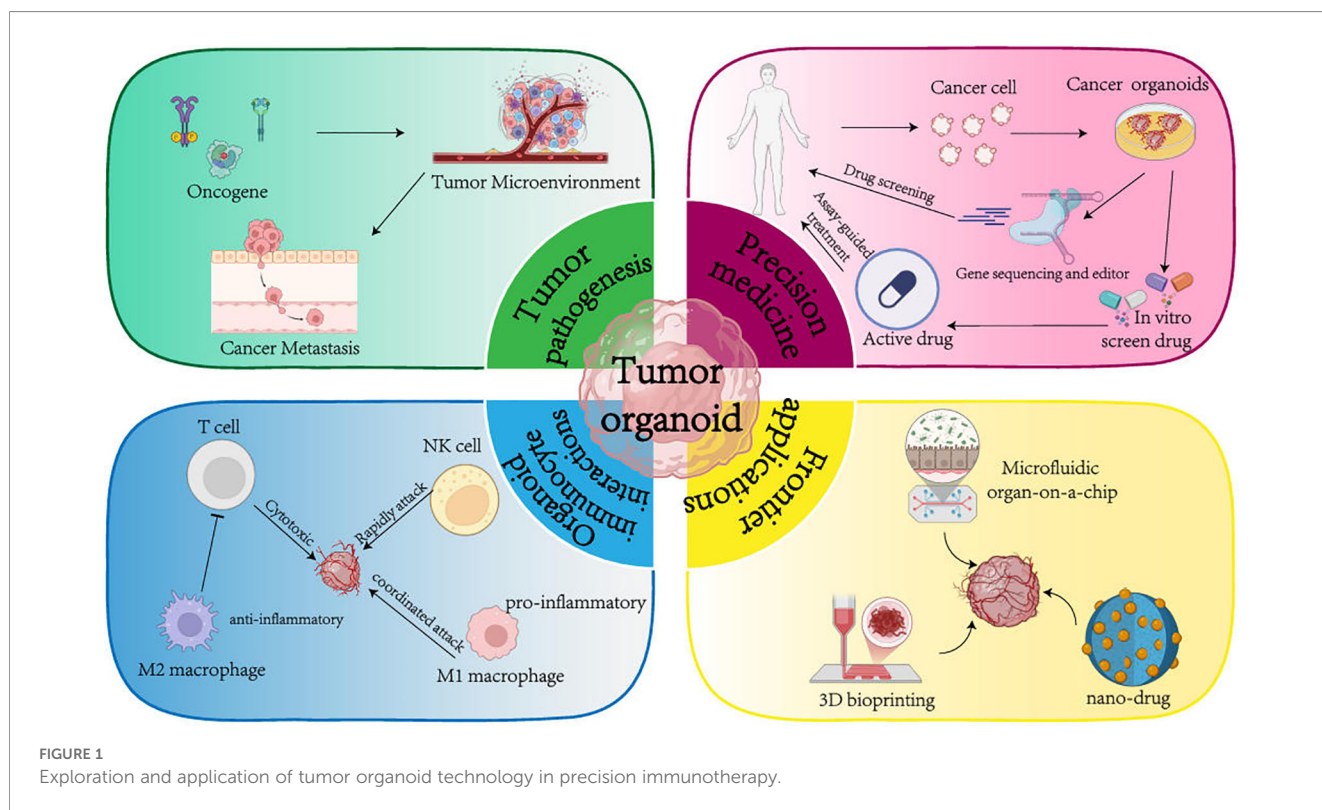 Oncogene
Tumor Microenvironment
Cancer Metastasis
Tumor
pathogenesis
Cancer cell
Cancer organoids
Drug screening
Assay-guided
treatment
Gene sequencing and editor
Active drug
In vitro
screen drug
Precision
medicine
Tumor
organoid
T cell
NK cell
Cytotoxic
Rapidly attack
coordinated attack
anti-inflammatory
pro-inflammatory
M2 macrophage
M1 macrophage
Organoid
immunocyte
interactions
Frontier
applications
Microfluidic
organ-on-a-chip
3D bioprinting
nano-drug
FIGURE 1
Exploration and application of tumor organoid technology in precision immunotherapy.